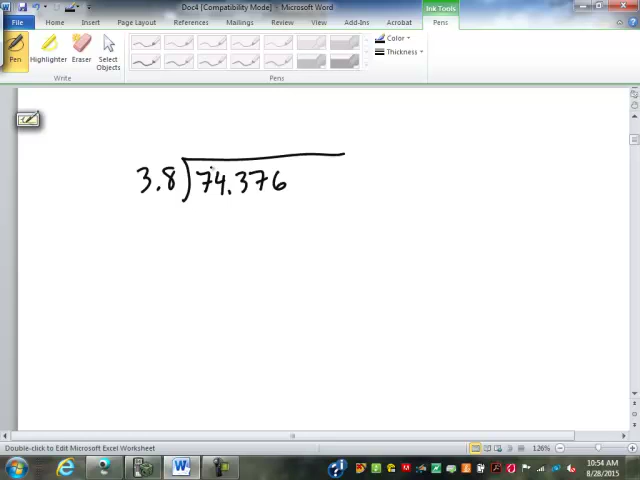 Doc4 [Compatibility Mode] - Microsoft Word
Ink Tools
File Home Insert Page Layout References Mailings Review View Add-Ins Acrobat Pens
Pen Highlighter Eraser Select Objects
Color
Thickness
Write Pens
3.8)74.376
Double-click to Edit Microsoft Excel Worksheet 126%
10:54 AM
8/28/2015